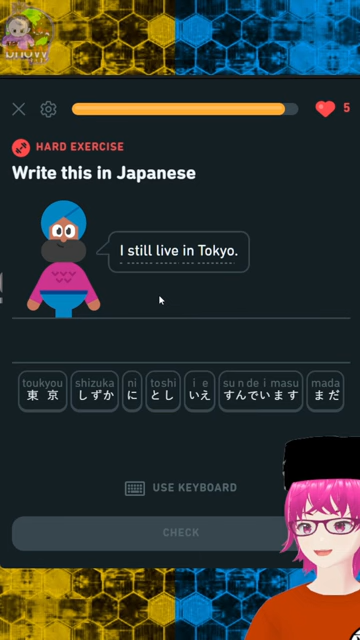 5
HARD EXERCISE
Write this in Japanese
I still live in Tokyo.
toukyou shizuka ni toshi ie sundeimasu mada
東京 しずか に とし いえ すんでいます まだ
USE KEYBOARD
CHECK